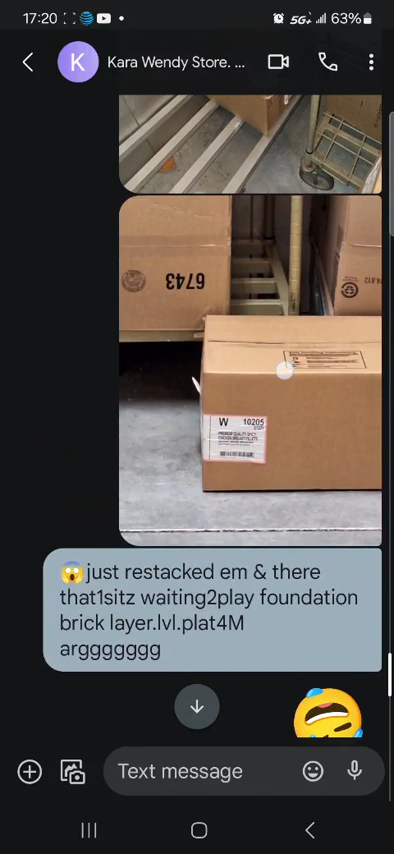 17:20
5G+
63%
K
Kara Wendy Store. ...
6743
W 10205
😱just restacked em & there
that1sitz waiting2play foundation
brick layer.lvl.plat4M
arggggggg
Text message